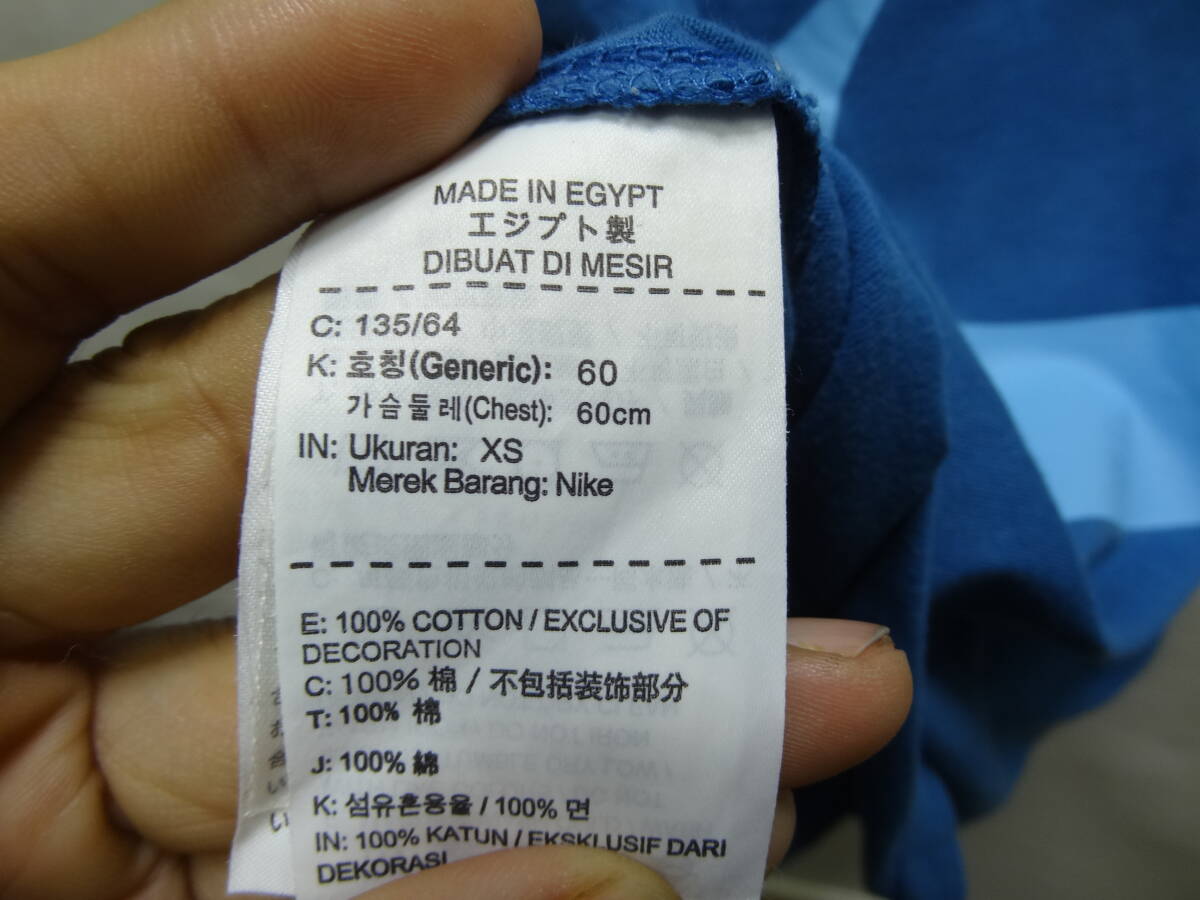 MADE IN EGYPT
エジプト製
DIBUAT DI MESIR
C: 135/64
K: 호칭(Generic): 60
가슴둘레(Chest): 60cm
IN: Ukuran: XS
Merek Barang: Nike
E: 100% COTTON / EXCLUSIVE OF
DECORATION
C: 100% 棉 / 不包括装饰部分
T: 100% 棉
J: 100% 綿
K: 섬유혼용율 / 100% 면
IN: 100% KATUN / EKSKLUSIF DARI
DEKORASI